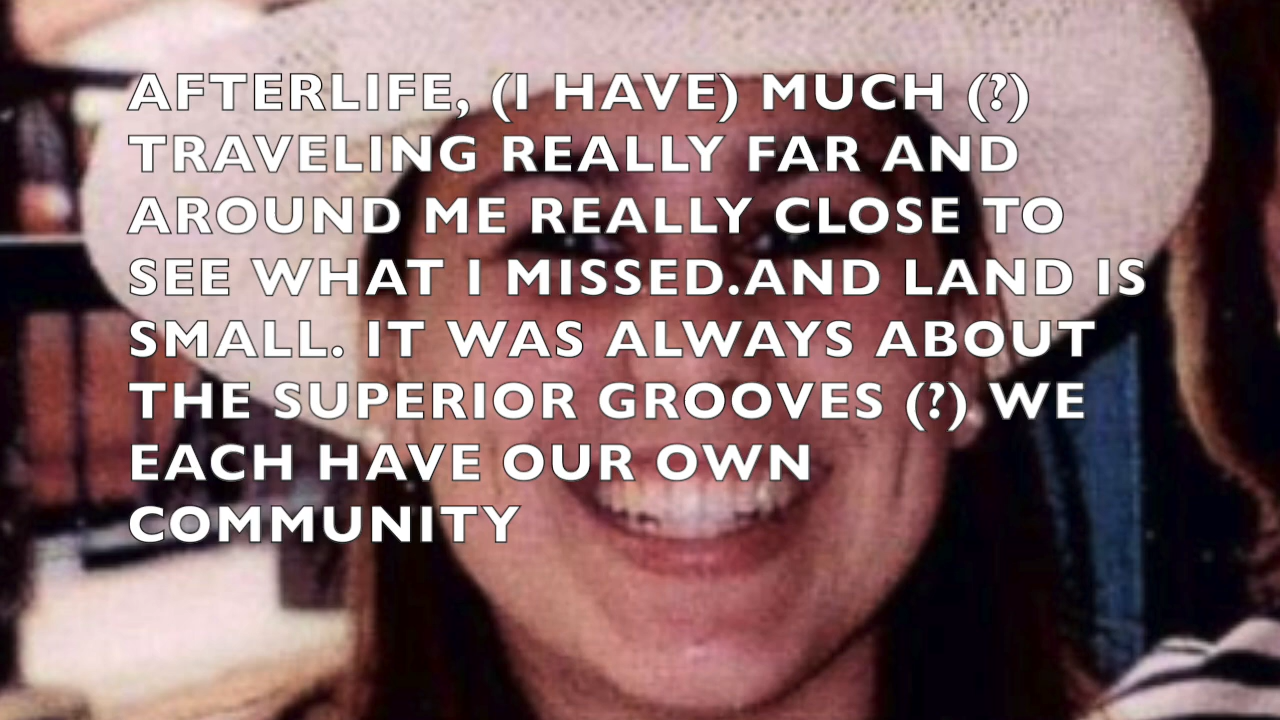 AFTERLIFE, (I HAVE) MUCH (?)
TRAVELING REALLY FAR AND
AROUND ME REALLY CLOSE TO
SEE WHAT I MISSED.AND LAND IS
SMALL. IT WAS ALWAYS ABOUT
THE SUPERIOR GROOVES (?) WE
EACH HAVE OUR OWN
COMMUNITY